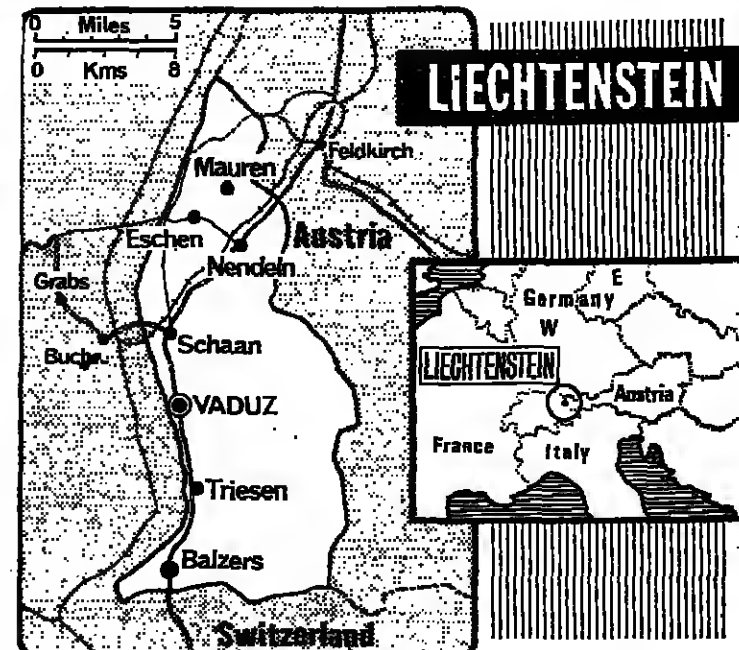 0 Miles 5
0 Kms 8
LiECHTENSTEIN
Feldkirch
Mauren
Austria
Eschen
Nendeln
Grabs
Buchs
Schaan
VADUZ
Triesen
Balzers
Switzerland
E
Germany
W
LIECHTENSTEIN
Austria
France
Italy